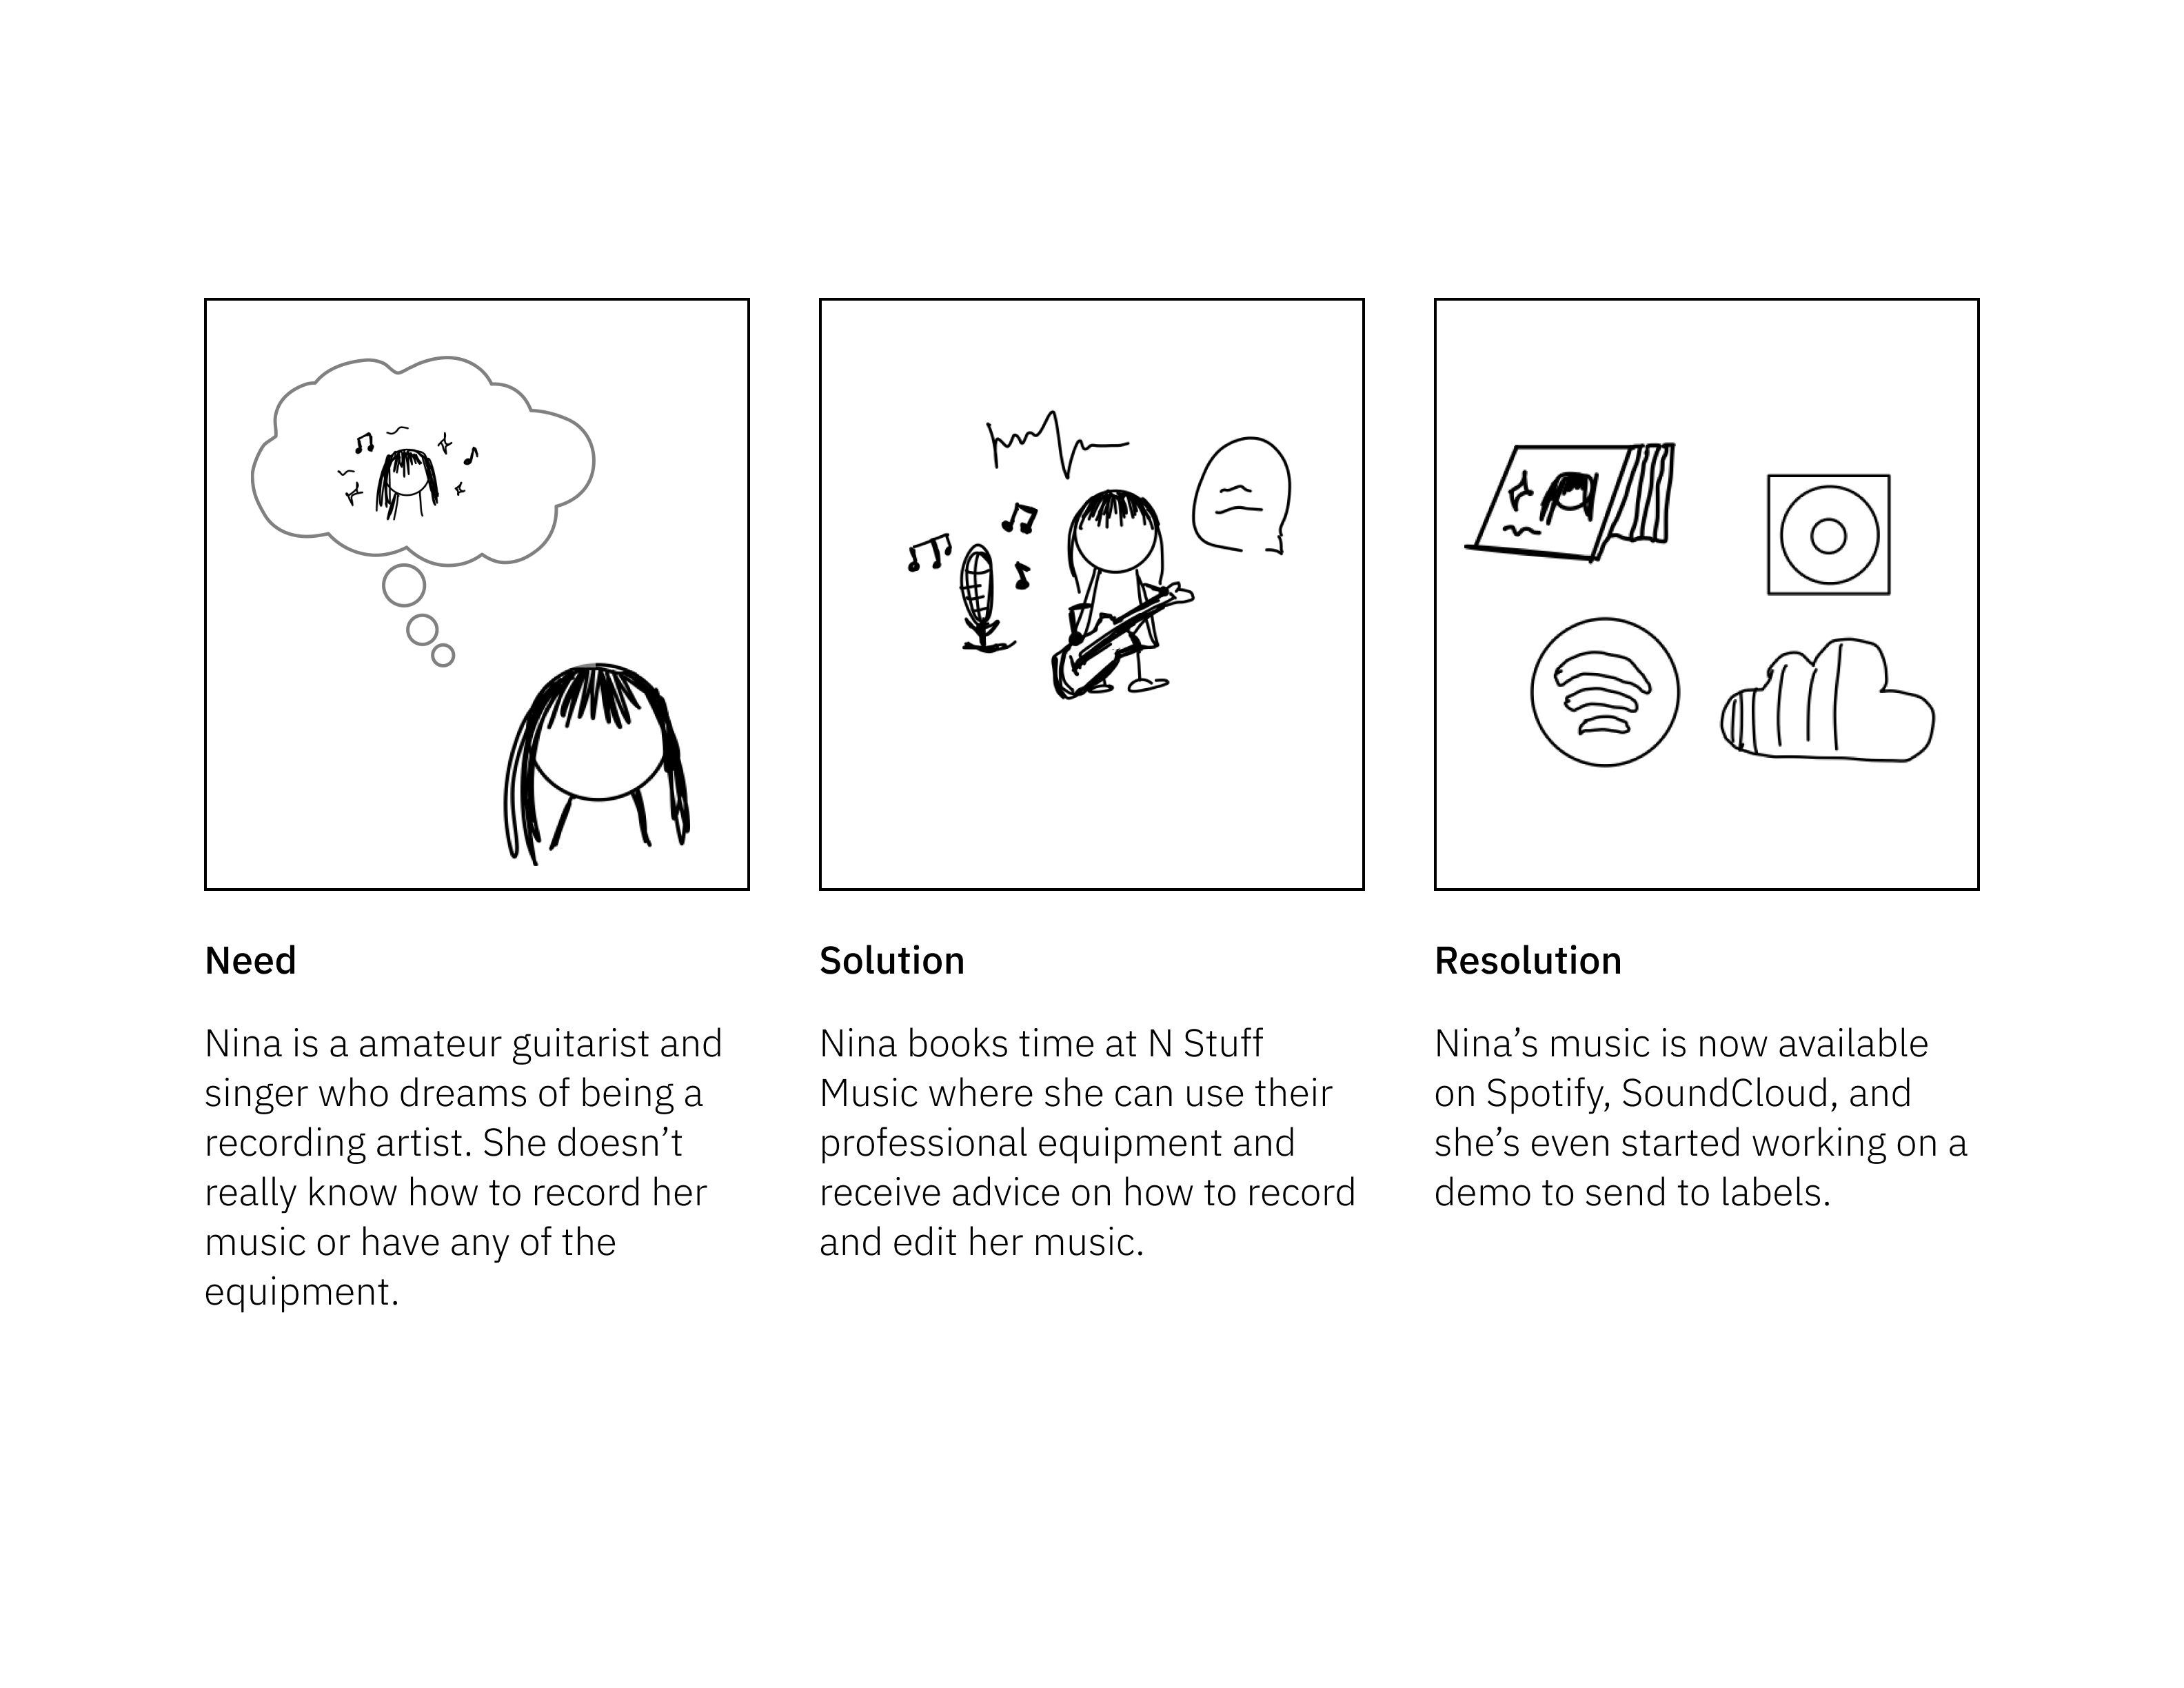 Need
Nina is a amateur guitarist and
singer who dreams of being a
recording artist. She doesn’t
really know how to record her
music or have any of the
equipment.
Solution
Nina books time at N Stuff
Music where she can use their
professional equipment and
receive advice on how to record
and edit her music.
Resolution
Nina’s music is now available
on Spotify, SoundCloud, and
she’s even started working on a
demo to send to labels.